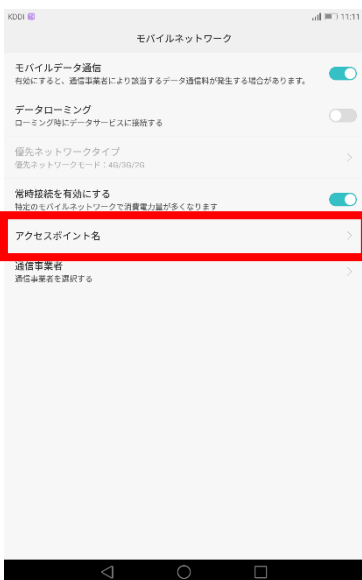 KDDI 11:11
モバイルネットワーク
モバイルデータ通信
有効にすると、通信事業者により該当するデータ通信料が発生する場合があります。
データローミング
ローミング時にデータサービスに接続する
優先ネットワークタイプ
優先ネットワークモード：4G/3G/2G
常時接続を有効にする
特定のモバイルネットワークで消費電力量が多くなります
アクセスポイント名
通信事業者
通信事業者を選択する